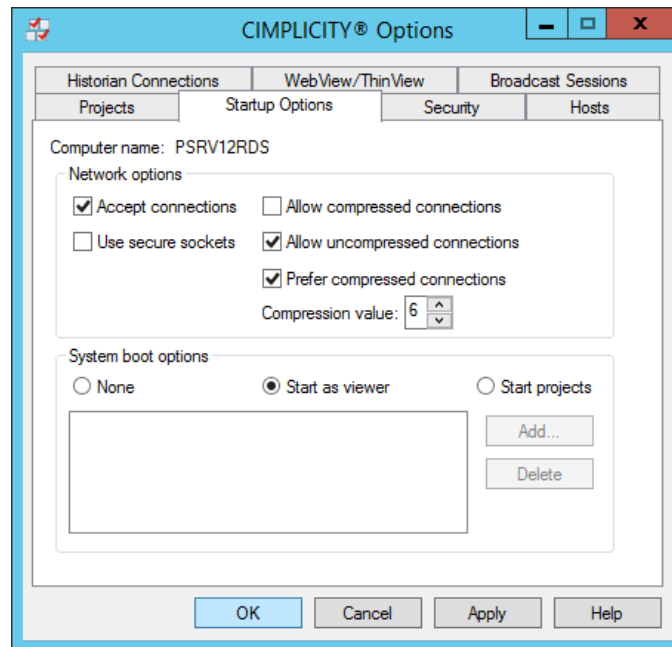 CIMPLICITY® Options
Historian Connections WebView/ThinView Broadcast Sessions
Projects Startup Options Security Hosts
Computer name: PSRV12RDS
Network options
Accept connections Allow compressed connections
Use secure sockets Allow uncompressed connections
Prefer compressed connections
Compression value: 6
System boot options
None Start as viewer Start projects
Add...
Delete
OK Cancel Apply Help